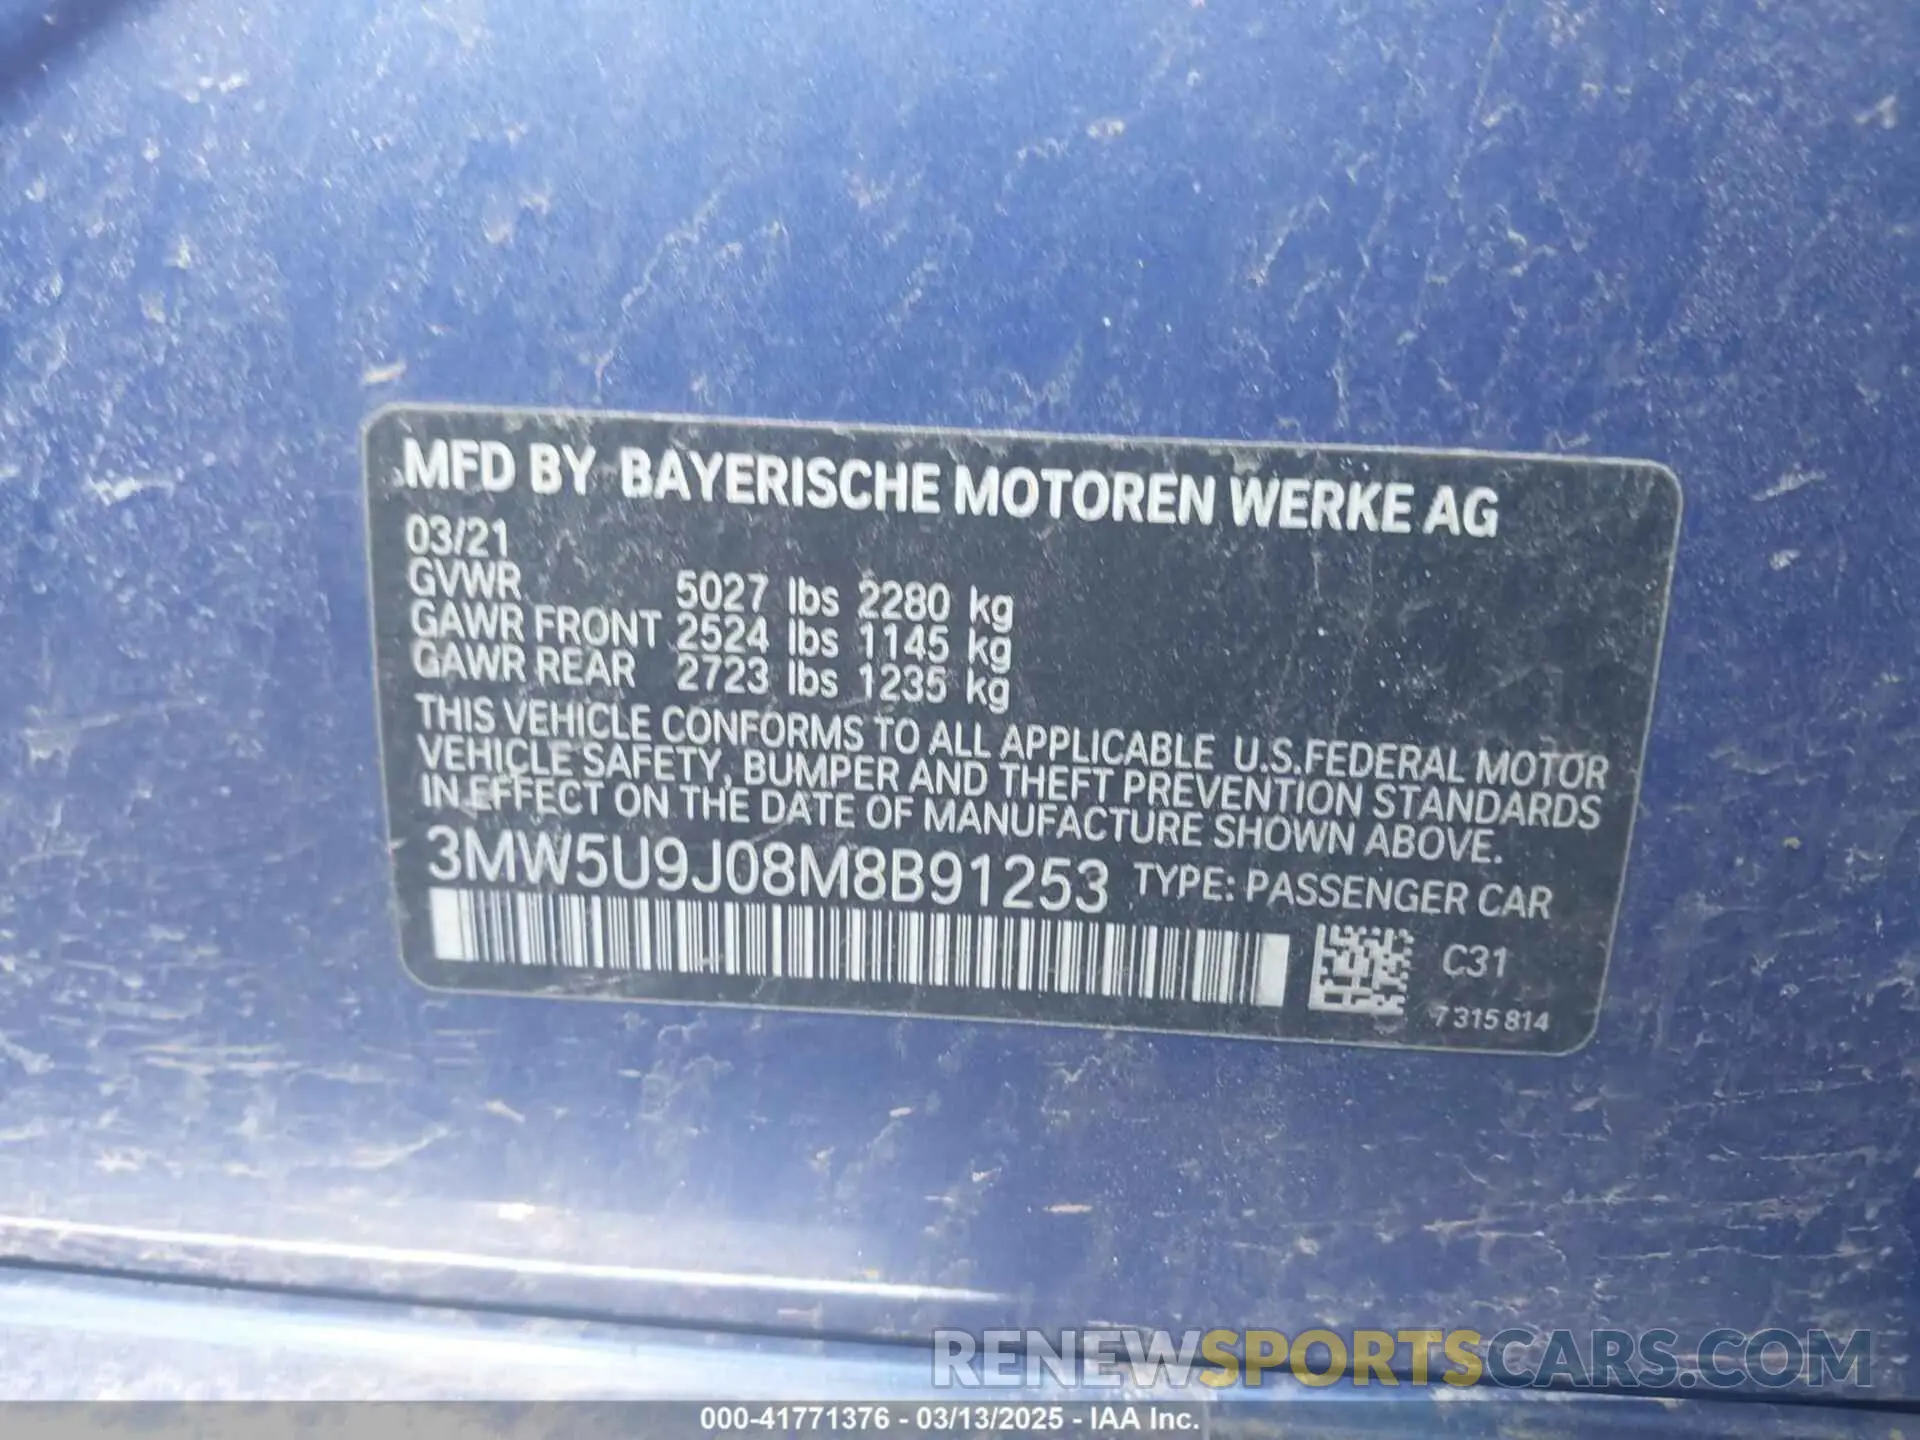 MFD BY BAYERISCHE MOTOREN WERKE AG
03/21
GVWR 5027 lbs 2280 kg
GAWR FRONT 2524 lbs 1145 kg
GAWR REAR 2723 lbs 1235 kg
THIS VEHICLE CONFORMS TO ALL APPLICABLE U.S.FEDERAL MOTOR
VEHICLE SAFETY, BUMPER AND THEFT PREVENTION STANDARDS
IN EFFECT ON THE DATE OF MANUFACTURE SHOWN ABOVE.
3MW5U9J08M8B91253 TYPE: PASSENGER CAR
C31
7 315 814
RENEWSPORTSCARS.COM
000-41771376 - 03/13/2025 - IAA Inc.